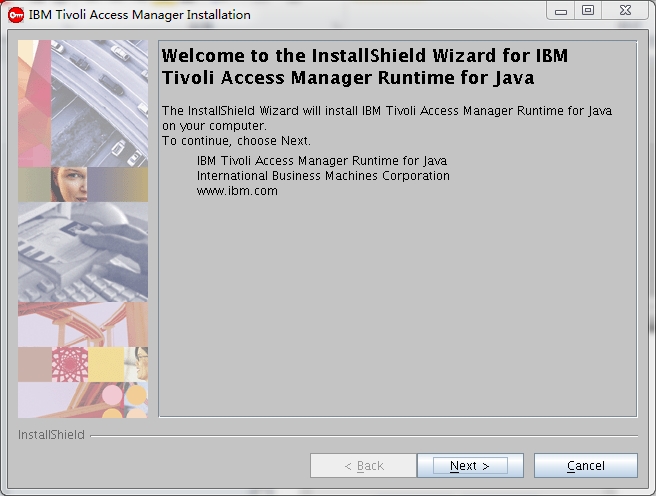 IBM Tivoli Access Manager Installation
Welcome to the InstallShield Wizard for IBM
Tivoli Access Manager Runtime for Java
The InstallShield Wizard will install IBM Tivoli Access Manager Runtime for Java
on your computer.
To continue, choose Next.
IBM Tivoli Access Manager Runtime for Java
International Business Machines Corporation
www.ibm.com
InstallShield
< Back
Next >
Cancel